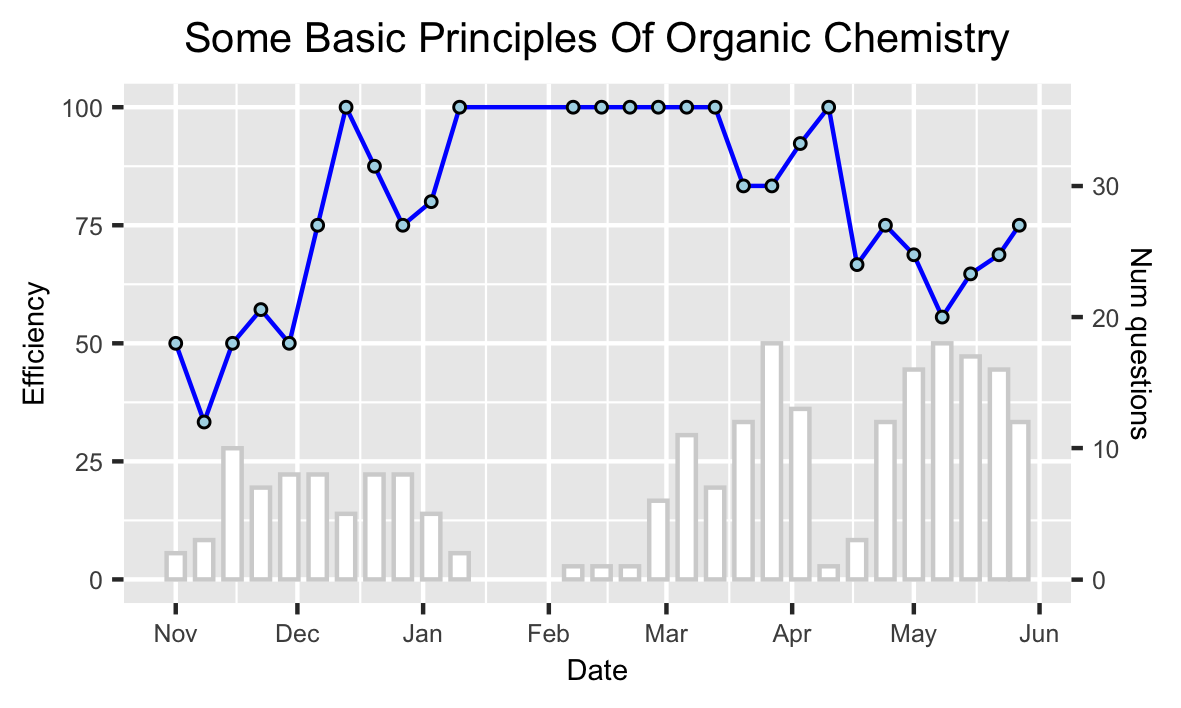 Some Basic Principles Of Organic Chemistry
100
75
50
25
0
Efficiency
30
20
10
0
Num questions
Nov Dec Jan Feb Mar Apr May Jun
Date